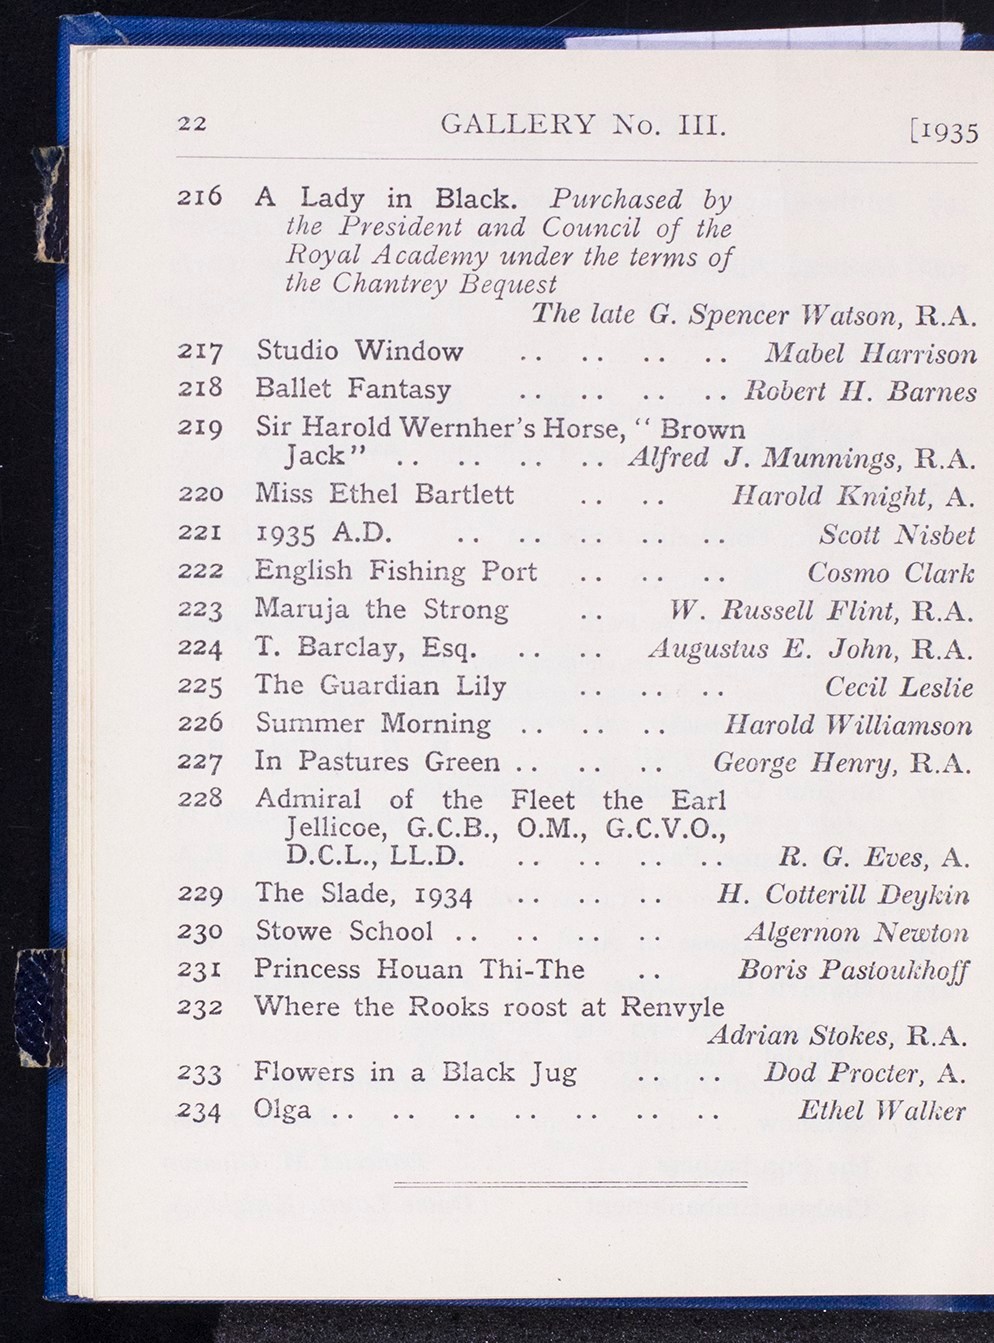 22 GALLERY No. III. [1935
216 A Lady in Black. Purchased by
the President and Council of the
Royal Academy under the terms of
the Chantrey Bequest
The late G. Spencer Watson, R.A.
217 Studio Window .. .. .. .. Mabel Harrison
218 Ballet Fantasy .. .. .. .. Robert H. Barnes
219 Sir Harold Wernher's Horse, "Brown
Jack" .. .. .. .. Alfred J. Munnings, R.A.
220 Miss Ethel Bartlett .. .. Harold Knight, A.
221 1935 A.D. .. .. .. .. .. Scott Nisbet
222 English Fishing Port .. .. .. Cosmo Clark
223 Maruja the Strong .. W. Russell Flint, R.A.
224 T. Barclay, Esq. .. .. Augustus E. John, R.A.
225 The Guardian Lily .. .. .. Cecil Leslie
226 Summer Morning .. .. .. Harold Williamson
227 In Pastures Green .. .. .. George Henry, R.A.
228 Admiral of the Fleet the Earl
Jellicoe, G.C.B., O.M., G.C.V.O.,
D.C.L., LL.D. .. .. .. .. R. G. Eves, A.
229 The Slade, 1934 .. .. .. H. Cotterill Deykin
230 Stowe School .. .. .. .. Algernon Newton
231 Princess Houan Thi-The .. Boris Pastoukhoff
232 Where the Rooks roost at Renvyle
Adrian Stokes, R.A.
233 Flowers in a Black Jug .. .. Dod Procter, A.
234 Olga .. .. .. .. .. .. .. Ethel Walker